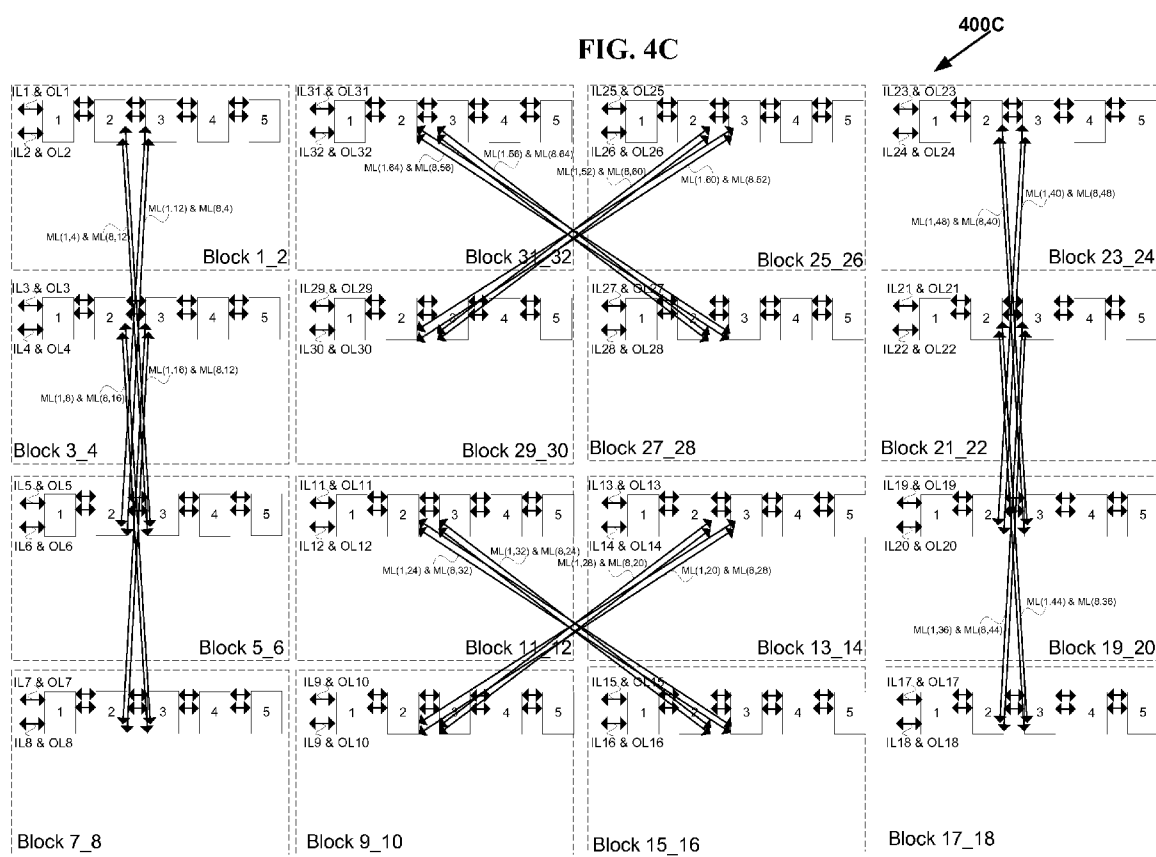 FIG. 4C
400C
IL1 & OL1
1 2 3 4 5
IL2 & OL2
ML(1,12) & ML(8,4)
ML(1,4) & ML(8,12)
Block 1_2
IL31 & OL31
1 2 3 4 5
IL32 & OL32
ML(1,56) & ML(8,64)
ML(1,64) & ML(8,56)
Block 31_32
IL25 & OL25
1 2 3 4 5
IL26 & OL26
ML(1,52) & ML(8,60)
ML(1,60) & ML(8,52)
Block 25_26
IL23 & OL23
1 2 3 4 5
IL24 & OL24
ML(1,40) & ML(8,48)
ML(1,48) & ML(8,40)
Block 23_24
IL3 & OL3
1 2 3 4 5
IL4 & OL4
ML(1,16) & ML(8,12)
ML(1,8) & ML(8,16)
Block 3_4
IL29 & OL29
1 2 3 4 5
IL30 & OL30
Block 29_30
IL27 & OL27
1 2 3 4 5
IL28 & OL28
Block 27_28
IL21 & OL21
1 2 3 4 5
IL22 & OL22
Block 21_22
IL5 & OL5
1 2 3 4 5
IL6 & OL6
Block 5_6
IL11 & OL11
1 2 3 4 5
IL12 & OL12
ML(1,32) & ML(8,24)
ML(1,24) & ML(8,32)
Block 11_12
IL13 & OL13
1 2 3 4 5
IL14 & OL14
ML(1,28) & ML(8,20)
ML(1,20) & ML(8,28)
Block 13_14
IL19 & OL19
1 2 3 4 5
IL20 & OL20
ML(1,44) & ML(8,36)
ML(1,36) & ML(8,44)
Block 19_20
IL7 & OL7
1 2 3 4 5
IL8 & OL8
Block 7_8
IL9 & OL10
1 2 3 4 5
IL9 & OL10
Block 9_10
IL15 & OL15
1 2 3 4 5
IL16 & OL16
Block 15_16
IL17 & OL17
1 2 3 4 5
IL18 & OL18
Block 17_18